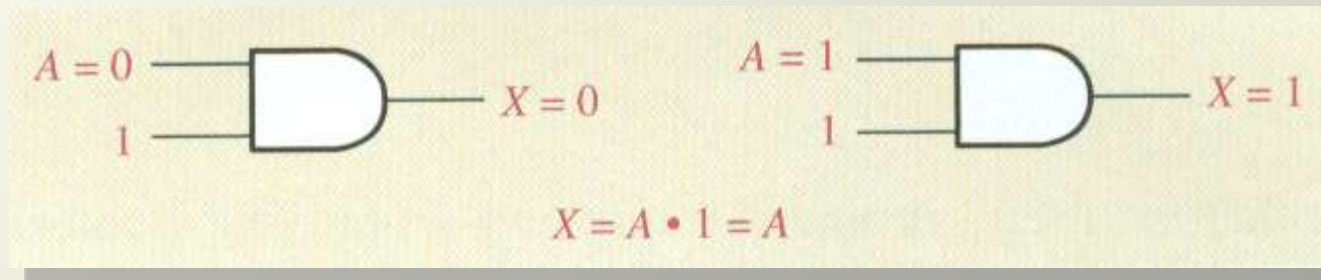 A = 0
1
X = 0
A = 1
1
X = 1
X = A • 1 = A